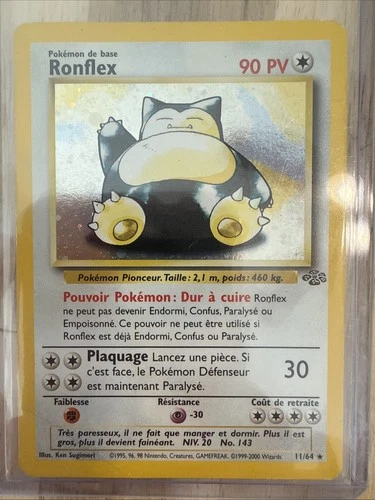 Pokémon de base
Ronflex
90 PV
Pokémon Pionceur. Taille: 2,1 m, poids: 460 kg.
Pouvoir Pokémon : Dur à cuire Ronflex
ne peut pas devenir Endormi, Confus, Paralysé ou
Empoisonné. Ce pouvoir ne peut être utilisé si
Ronflex est déjà Endormi, Confus ou Paralysé.
Plaquage Lancez une pièce. Si
c'est face, le Pokémon Défenseur
est maintenant Paralysé.
30
Faiblesse Résistance Coût de retraite
-30
Très paresseux, il ne fait que manger et dormir. Plus il est
gros, plus il devient fainéant. NIV. 20 No. 143
Illus. Ken Sugimori ©1995, 96, 98 Nintendo, Creatures, GAMEFREAK. ©1999-2000 Wizards. 11/64 ★